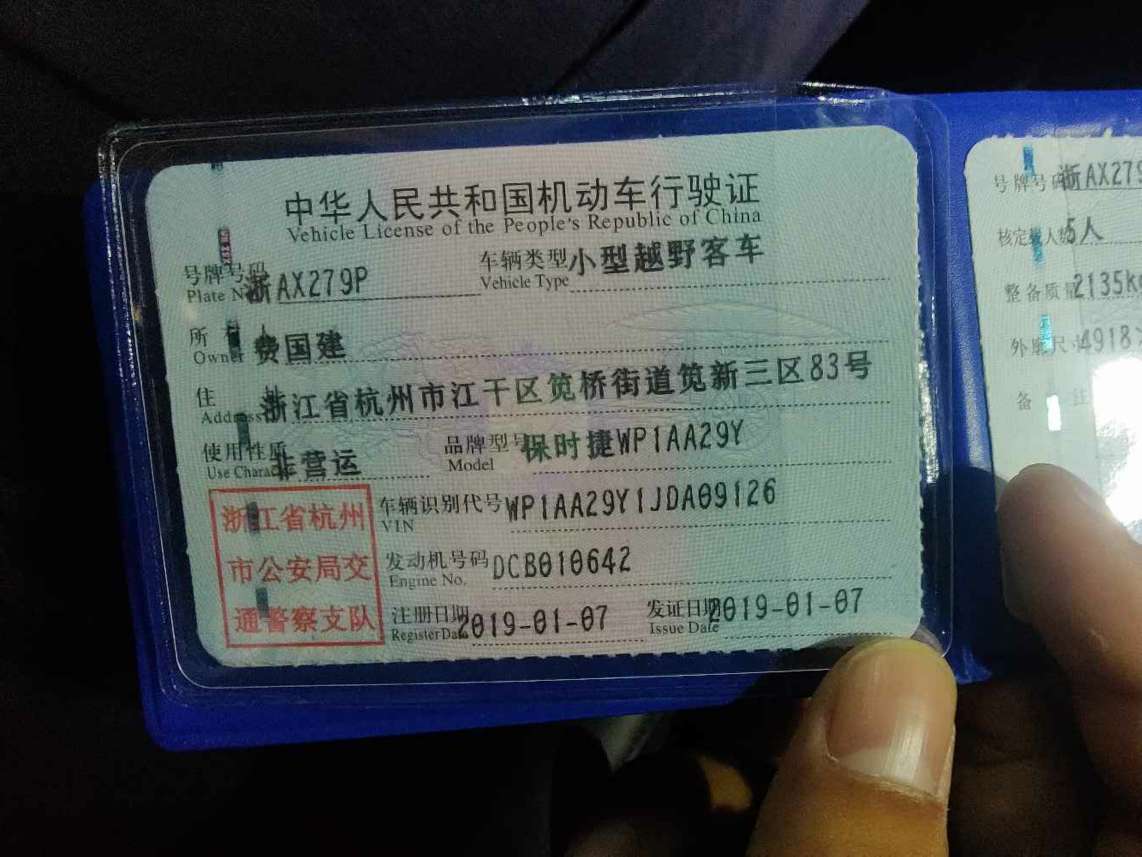 中华人民共和国机动车行驶证
Vehicle License of the People's Republic of China
号牌号码 浙AX279P 车辆类型 小型越野客车
Plate No. Vehicle Type
所有人 费国建
Owner
住 浙江省杭州市江干区笕桥街道笕新三区83号
Address
使用性质 非营运 品牌型号 保时捷WP1AA29Y
Use Character Model
浙江省杭州
市公安局交
通警察支队
车辆识别代号 WP1AA29Y1JDA09126
VIN
发动机号码 DCB010642
Engine No.
注册日期 2019-01-07 发证日期 2019-01-07
Register Date Issue Date
号牌号码 浙AX279
核定载人数 5人
整备质量 2135kg
外廓尺寸 4918
备 注